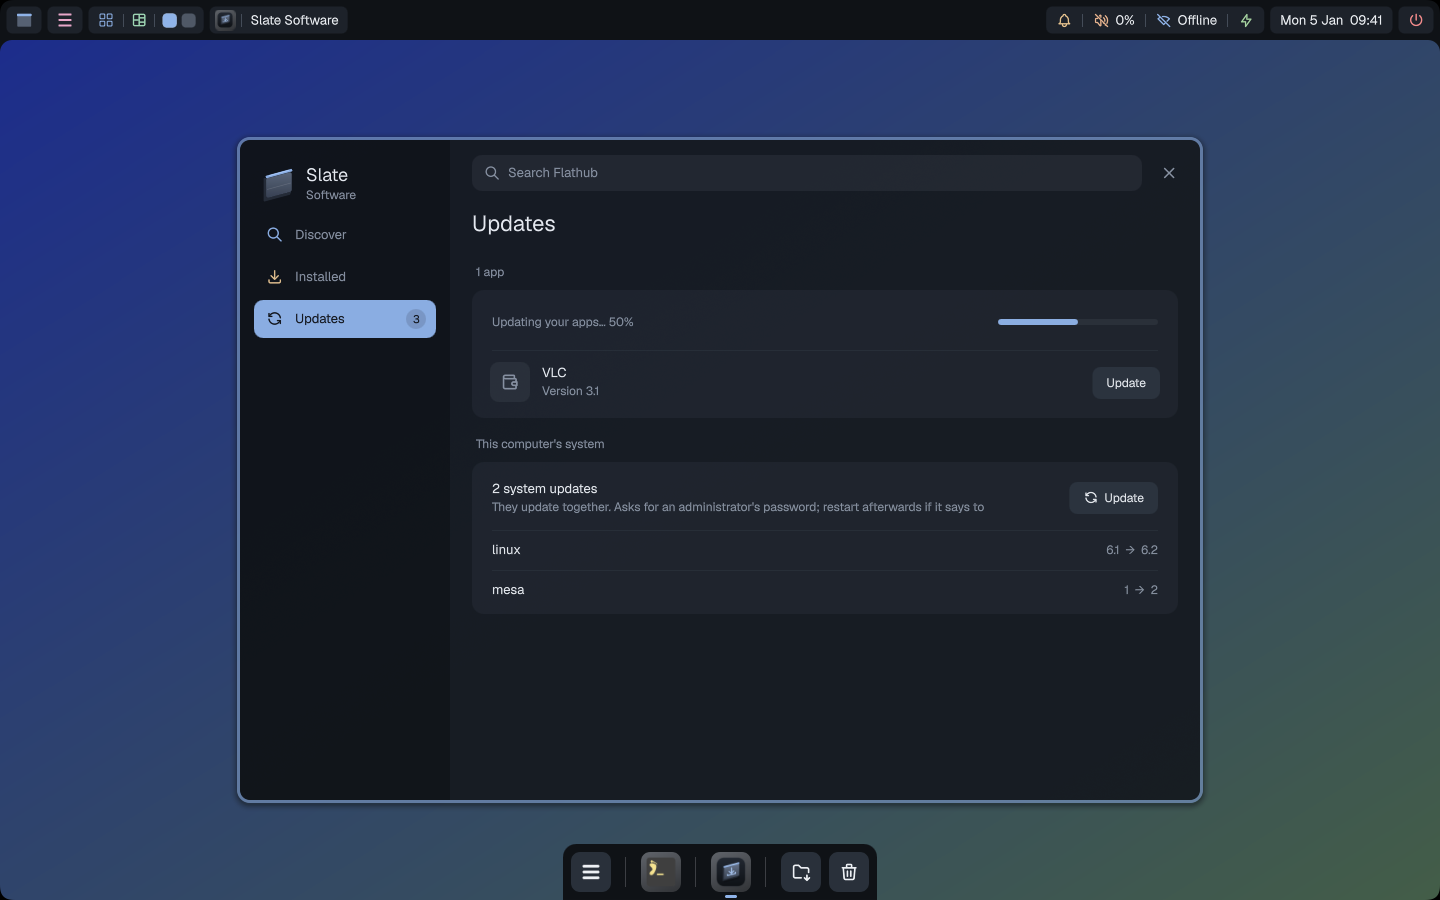 Slate Software
0%
Offline
Mon 5 Jan 09:41
Slate
Software
Search Flathub
Discover
Installed
Updates
3
Updates
1 app
Updating your apps... 50%
VLC
Version 3.1
Update
This computer's system
2 system updates
They update together. Asks for an administrator's password; restart afterwards if it says to
Update
linux
6.1 → 6.2
mesa
1 → 2